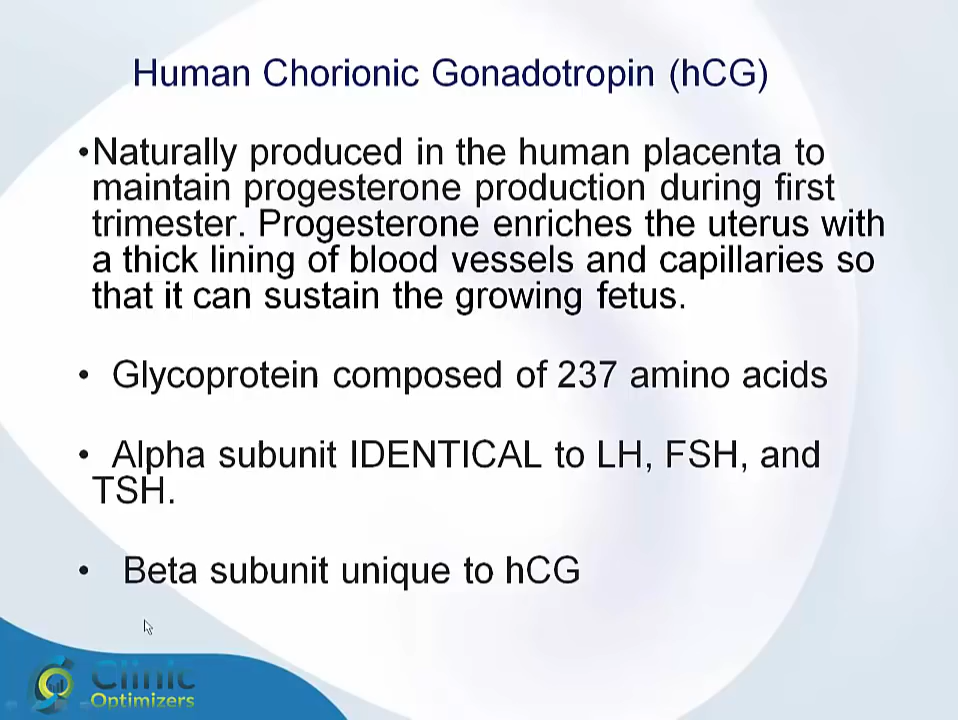 Human Chorionic Gonadotropin (hCG)
•Naturally produced in the human placenta to
maintain progesterone production during first
trimester. Progesterone enriches the uterus with
a thick lining of blood vessels and capillaries so
that it can sustain the growing fetus.
• Glycoprotein composed of 237 amino acids
• Alpha subunit IDENTICAL to LH, FSH, and
TSH.
• Beta subunit unique to hCG
Clinic
Optimizers